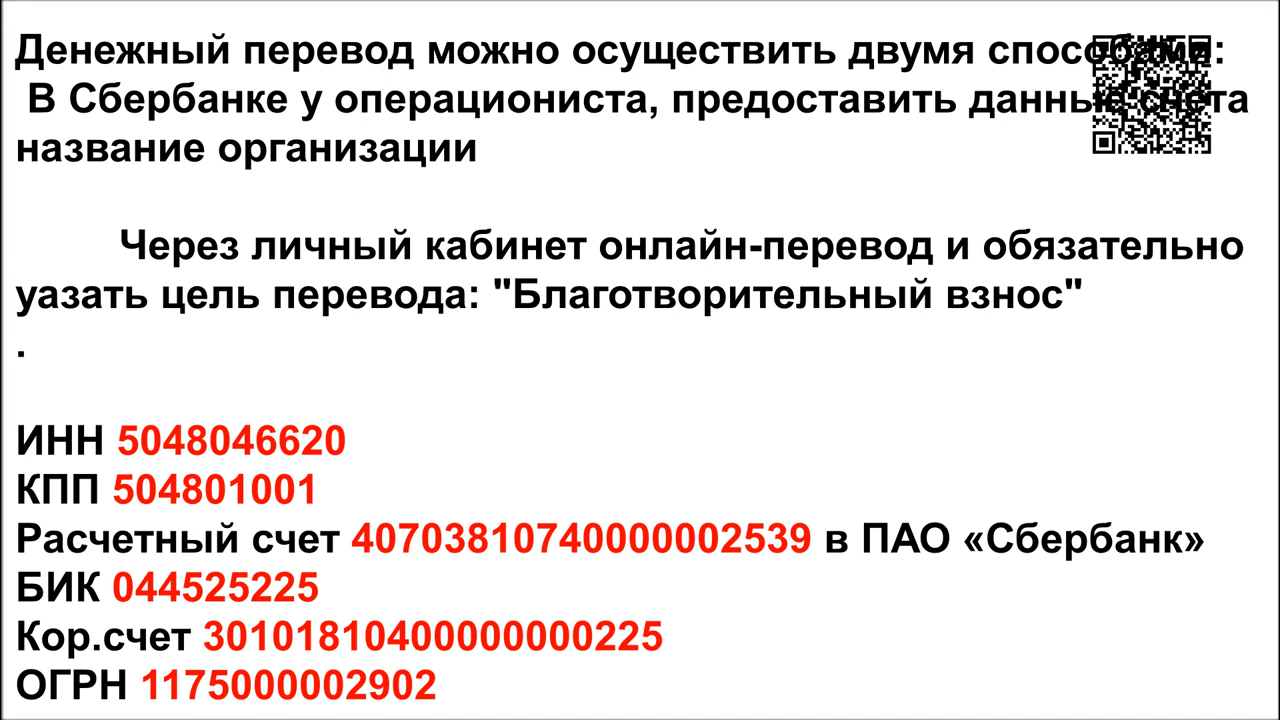 Денежный перевод можно осуществить двумя способами:
В Сбербанке у операциониста, предоставить данные счета
название организации
Через личный кабинет онлайн-перевод и обязательно
уазать цель перевода: "Благотворительный взнос"
.
ИНН 5048046620
КПП 504801001
Расчетный счет 40703810740000002539 в ПАО «Сбербанк»
БИК 044525225
Кор.счет 30101810400000000225
ОГРН 1175000002902